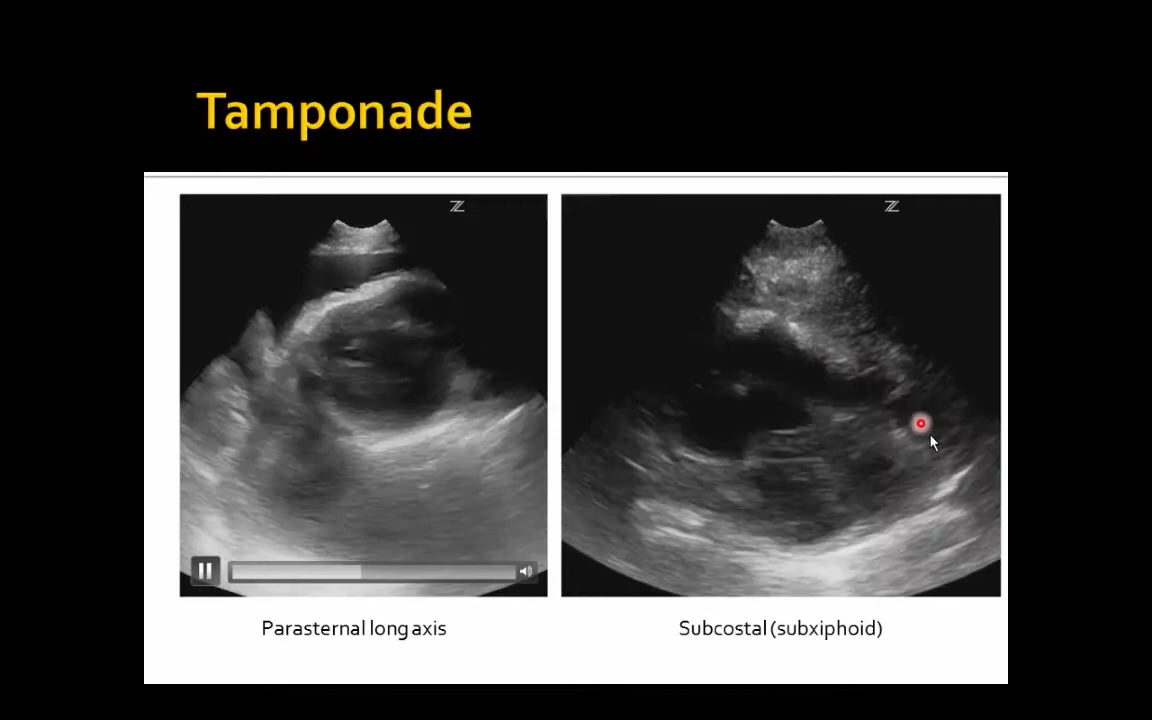 Tamponade
Z
Z
Parasternal long axis
Subcostal (subxiphoid)